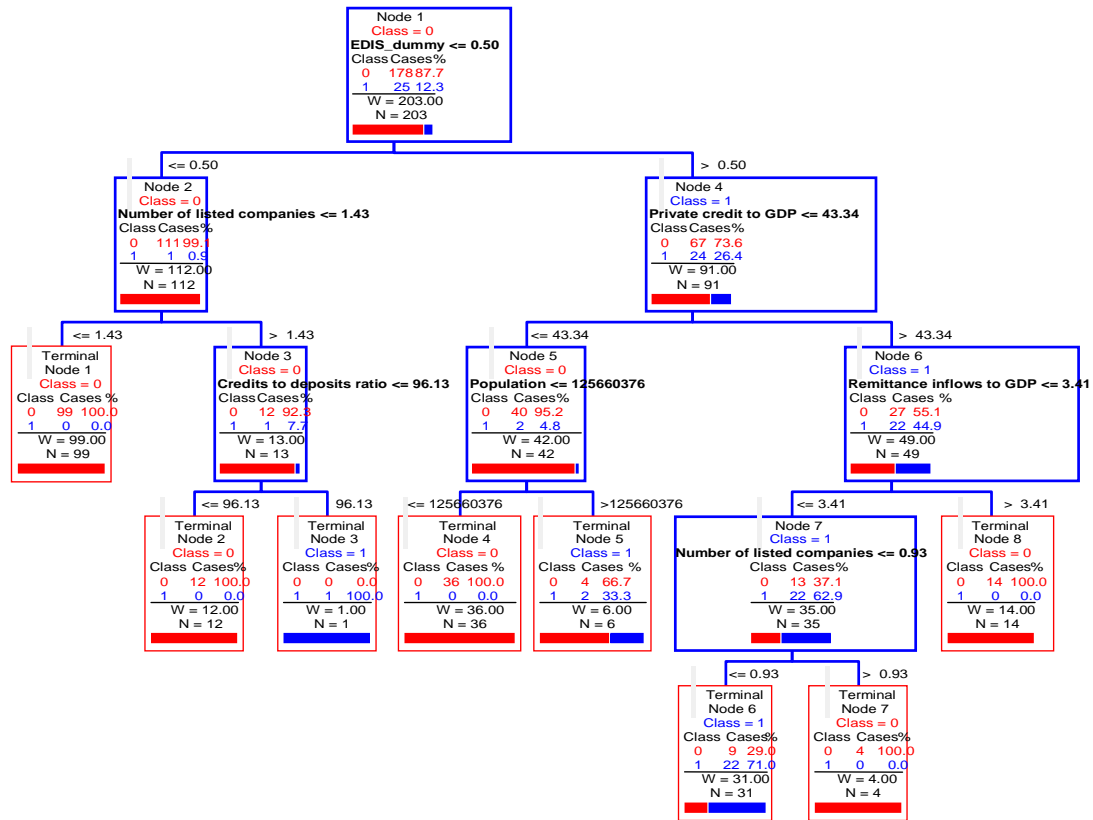 Node 1
Class = 0
EDIS_dummy <= 0.50
Class Cases %
0 178 87.7
1 25 12.3
W = 203.00
N = 203
<= 0.50
> 0.50
Node 2
Class = 0
Number of listed companies <= 1.43
Class Cases %
0 111 99.1
1 1 0.9
W = 112.00
N = 112
Node 4
Class = 1
Private credit to GDP <= 43.34
Class Cases %
0 67 73.6
1 24 26.4
W = 91.00
N = 91
<= 1.43
> 1.43
<= 43.34
> 43.34
Terminal
Node 1
Class = 0
Class Cases %
0 99 100.0
1 0 0.0
W = 99.00
N = 99
Node 3
Class = 0
Credits to deposits ratio <= 96.13
Class Cases %
0 12 92.3
1 1 7.7
W = 13.00
N = 13
Node 5
Class = 0
Population <= 125660376
Class Cases %
0 40 95.2
1 2 4.8
W = 42.00
N = 42
Node 6
Class = 1
Remittance inflows to GDP <= 3.41
Class Cases %
0 27 55.1
1 22 44.9
W = 49.00
N = 49
<= 96.13
96.13
<= 125660376
>125660376
<= 3.41
> 3.41
Terminal
Node 2
Class = 0
Class Cases %
0 12 100.0
1 0 0.0
W = 12.00
N = 12
Terminal
Node 3
Class = 1
Class Cases %
0 0 0.0
1 1 100.0
W = 1.00
N = 1
Terminal
Node 4
Class = 0
Class Cases %
0 36 100.0
1 0 0.0
W = 36.00
N = 36
Terminal
Node 5
Class = 1
Class Cases %
0 4 66.7
1 2 33.3
W = 6.00
N = 6
Node 7
Class = 1
Number of listed companies <= 0.93
Class Cases %
0 13 37.1
1 22 62.9
W = 35.00
N = 35
Terminal
Node 8
Class = 0
Class Cases %
0 14 100.0
1 0 0.0
W = 14.00
N = 14
<= 0.93
> 0.93
Terminal
Node 6
Class = 1
Class Cases %
0 9 29.0
1 22 71.0
W = 31.00
N = 31
Terminal
Node 7
Class = 0
Class Cases %
0 4 100.0
1 0 0.0
W = 4.00
N = 4